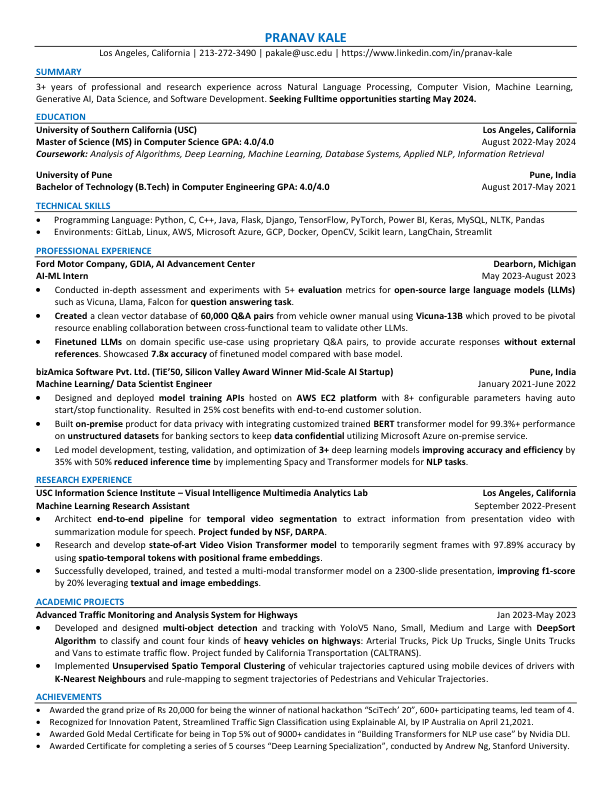 PRANAV KALE
Los Angeles, California | 213-272-3490 | pakale@usc.edu | https://www.linkedin.com/in/pranav-kale
SUMMARY
3+ years of professional and research experience across Natural Language Processing, Computer Vision, Machine Learning,
Generative AI, Data Science, and Software Development. Seeking Fulltime opportunities starting May 2024.
EDUCATION
University of Southern California (USC) Los Angeles, California
Master of Science (MS) in Computer Science GPA: 4.0/4.0 August 2022-May 2024
Coursework: Analysis of Algorithms, Deep Learning, Machine Learning, Database Systems, Applied NLP, Information Retrieval
University of Pune Pune, India
Bachelor of Technology (B.Tech) in Computer Engineering GPA: 4.0/4.0 August 2017-May 2021
TECHNICAL SKILLS
• Programming Language: Python, C, C++, Java, Flask, Django, TensorFlow, PyTorch, Power BI, Keras, MySQL, NLTK, Pandas
• Environments: GitLab, Linux, AWS, Microsoft Azure, GCP, Docker, OpenCV, Scikit learn, LangChain, Streamlit
PROFESSIONAL EXPERIENCE
Ford Motor Company, GDIA, AI Advancement Center Dearborn, Michigan
AI-ML Intern May 2023-August 2023
• Conducted in-depth assessment and experiments with 5+ evaluation metrics for open-source large language models (LLMs)
such as Vicuna, Llama, Falcon for question answering task.
• Created a clean vector database of 60,000 Q&A pairs from vehicle owner manual using Vicuna-13B which proved to be pivotal
resource enabling collaboration between cross-functional team to validate other LLMs.
• Finetuned LLMs on domain specific use-case using proprietary Q&A pairs, to provide accurate responses without external
references. Showcased 7.8x accuracy of finetuned model compared with base model.
bizAmica Software Pvt. Ltd. (TiE'50, Silicon Valley Award Winner Mid-Scale AI Startup) Pune, India
Machine Learning/ Data Scientist Engineer January 2021-June 2022
• Designed and deployed model training APIs hosted on AWS EC2 platform with 8+ configurable parameters having auto
start/stop functionality. Resulted in 25% cost benefits with end-to-end customer solution.
• Built on-premise product for data privacy with integrating customized trained BERT transformer model for 99.3%+ performance
on unstructured datasets for banking sectors to keep data confidential utilizing Microsoft Azure on-premise service.
• Led model development, testing, validation, and optimization of 3+ deep learning models improving accuracy and efficiency by
35% with 50% reduced inference time by implementing Spacy and Transformer models for NLP tasks.
RESEARCH EXPERIENCE
USC Information Science Institute – Visual Intelligence Multimedia Analytics Lab Los Angeles, California
Machine Learning Research Assistant September 2022-Present
• Architect end-to-end pipeline for temporal video segmentation to extract information from presentation video with
summarization module for speech. Project funded by NSF, DARPA.
• Research and develop state-of-art Video Vision Transformer model to temporarily segment frames with 97.89% accuracy by
using spatio-temporal tokens with positional frame embeddings.
• Successfully developed, trained, and tested a multi-modal transformer model on a 2300-slide presentation, improving f1-score
by 20% leveraging textual and image embeddings.
ACADEMIC PROJECTS
Advanced Traffic Monitoring and Analysis System for Highways Jan 2023-May 2023
• Developed and designed multi-object detection and tracking with YoloV5 Nano, Small, Medium and Large with DeepSort
Algorithm to classify and count four kinds of heavy vehicles on highways: Arterial Trucks, Pick Up Trucks, Single Units Trucks
and Vans to estimate traffic flow. Project funded by California Transportation (CALTRANS).
• Implemented Unsupervised Spatio Temporal Clustering of vehicular trajectories captured using mobile devices of drivers with
K-Nearest Neighbours and rule-mapping to segment trajectories of Pedestrians and Vehicular Trajectories.
ACHIEVEMENTS
• Awarded the grand prize of Rs 20,000 for being the winner of national hackathon "SciTech' 20", 600+ participating teams, led team of 4.
• Recognized for Innovation Patent, Streamlined Traffic Sign Classification using Explainable AI, by IP Australia on April 21,2021.
• Awarded Gold Medal Certificate for being in Top 5% out of 9000+ candidates in "Building Transformers for NLP use case" by Nvidia DLI.
• Awarded Certificate for completing a series of 5 courses "Deep Learning Specialization", conducted by Andrew Ng, Stanford University.